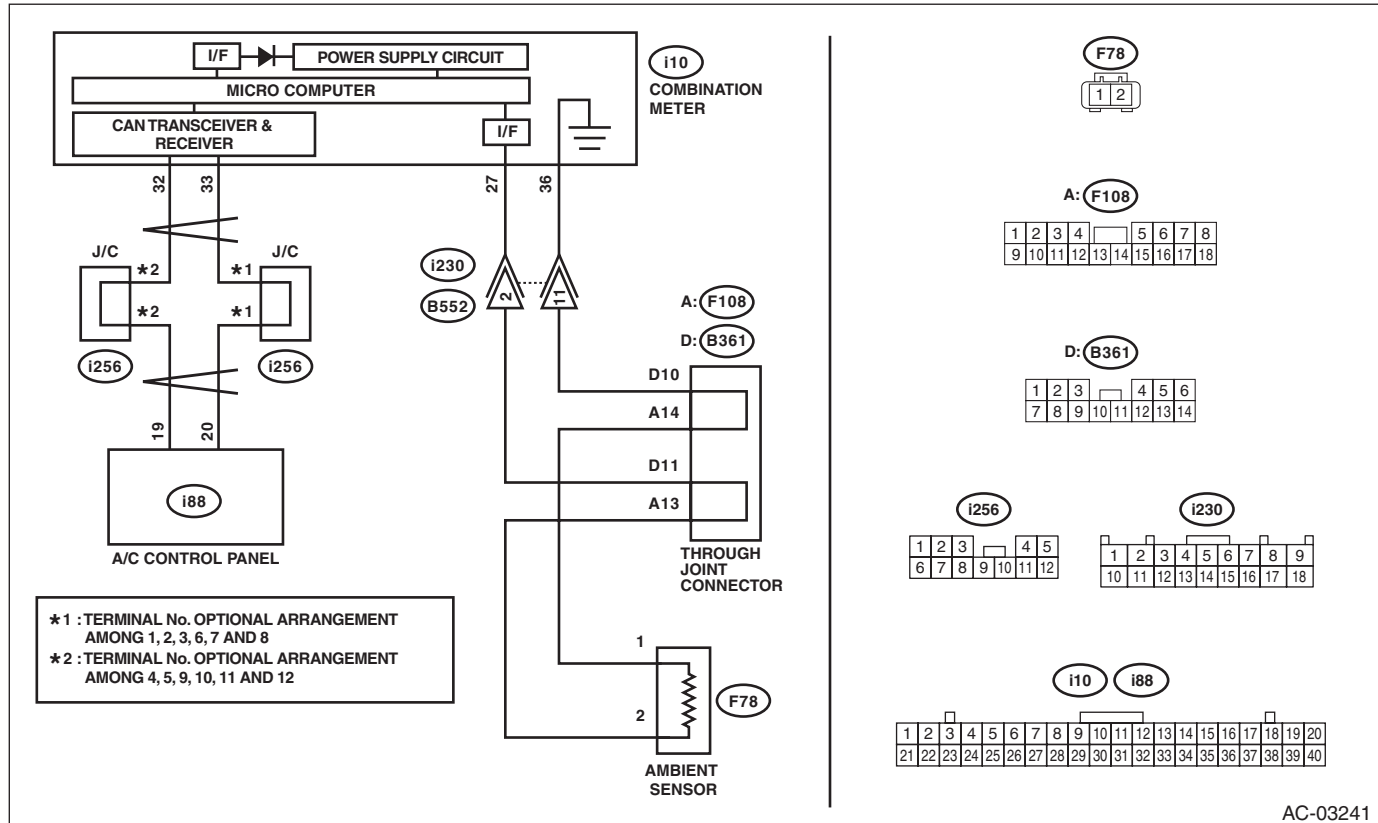 I/F
POWER SUPPLY CIRCUIT
MICRO COMPUTER
CAN TRANSCEIVER &
RECEIVER
I/F
i10
COMBINATION
METER
32
33
27
36
J/C
*2
*1
J/C
*2
*1
i256
i256
19
20
i88
A/C CONTROL PANEL
i230
B552
2
11
A: F108
D: B361
D10
A14
D11
A13
THROUGH
JOINT
CONNECTOR
1
2
F78
AMBIENT
SENSOR
*1 : TERMINAL No. OPTIONAL ARRANGEMENT
AMONG 1, 2, 3, 6, 7 AND 8
*2 : TERMINAL No. OPTIONAL ARRANGEMENT
AMONG 4, 5, 9, 10, 11 AND 12
F78
1 2
A: F108
1 2 3 4 5 6 7 8
9 10 11 12 13 14 15 16 17 18
D: B361
1 2 3 4 5 6
7 8 9 10 11 12 13 14
i256
1 2 3 4 5
6 7 8 9 10 11 12
i230
1 2 3 4 5 6 7 8 9
10 11 12 13 14 15 16 17 18
i10 i88
1 2 3 4 5 6 7 8 9 10 11 12 13 14 15 16 17 18 19 20
21 22 23 24 25 26 27 28 29 30 31 32 33 34 35 36 37 38 39 40
AC-03241